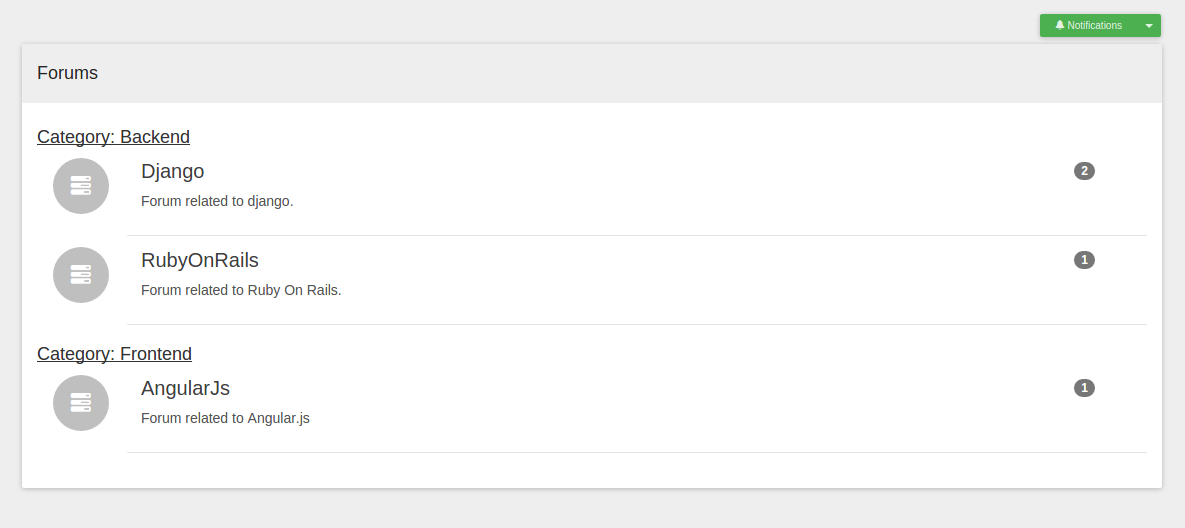 Notifications
Forums
Category: Backend
Django
2
Forum related to django.
RubyOnRails
1
Forum related to Ruby On Rails.
Category: Frontend
AngularJs
1
Forum related to Angular.js